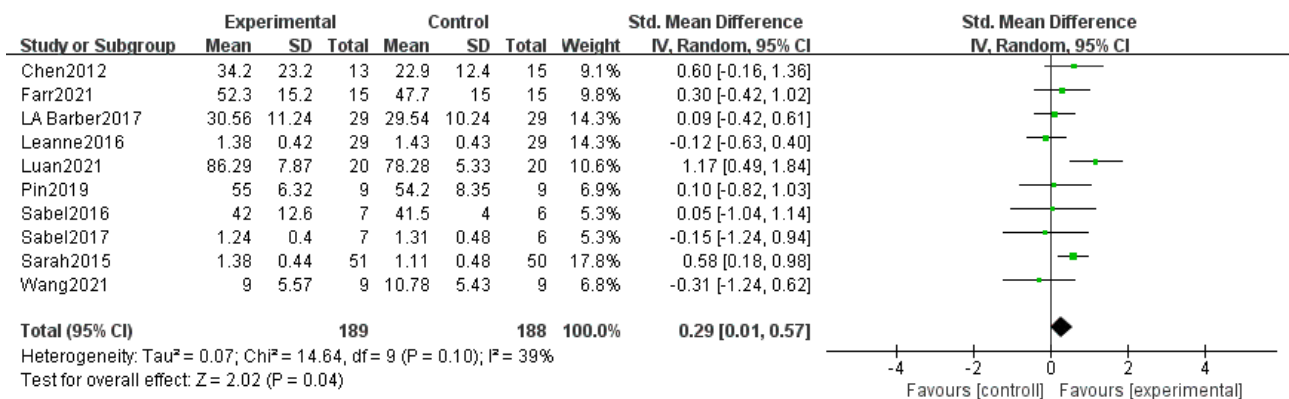 Experimental Control Std. Mean Difference Std. Mean Difference
Study or Subgroup Mean SD Total Mean SD Total Weight IV, Random, 95% CI IV, Random, 95% CI
Chen2012 34.2 23.2 13 22.9 12.4 15 9.1% 0.60 [-0.16, 1.36]
Farr2021 52.3 15.2 15 47.7 15 15 9.8% 0.30 [-0.42, 1.02]
LA Barber2017 30.56 11.24 29 29.54 10.24 29 14.3% 0.09 [-0.42, 0.61]
Leanne2016 1.38 0.42 29 1.43 0.43 29 14.3% -0.12 [-0.63, 0.40]
Luan2021 86.29 7.87 20 78.28 5.33 20 10.6% 1.17 [0.49, 1.84]
Pin2019 55 6.32 9 54.2 8.35 9 6.9% 0.10 [-0.82, 1.03]
Sabel2016 42 12.6 7 41.5 4 6 5.3% 0.05 [-1.04, 1.14]
Sabel2017 1.24 0.4 7 1.31 0.48 6 5.3% -0.15 [-1.24, 0.94]
Sarah2015 1.38 0.44 51 1.11 0.48 50 17.8% 0.58 [0.18, 0.98]
Wang2021 9 5.57 9 10.78 5.43 9 6.8% -0.31 [-1.24, 0.62]
Total (95% CI) 189 188 100.0% 0.29 [0.01, 0.57]
Heterogeneity: Tau² = 0.07; Chi² = 14.64, df = 9 (P = 0.10); I² = 39%
Test for overall effect: Z = 2.02 (P = 0.04)
-4 -2 0 2 4
Favours [controll] Favours [experimental]